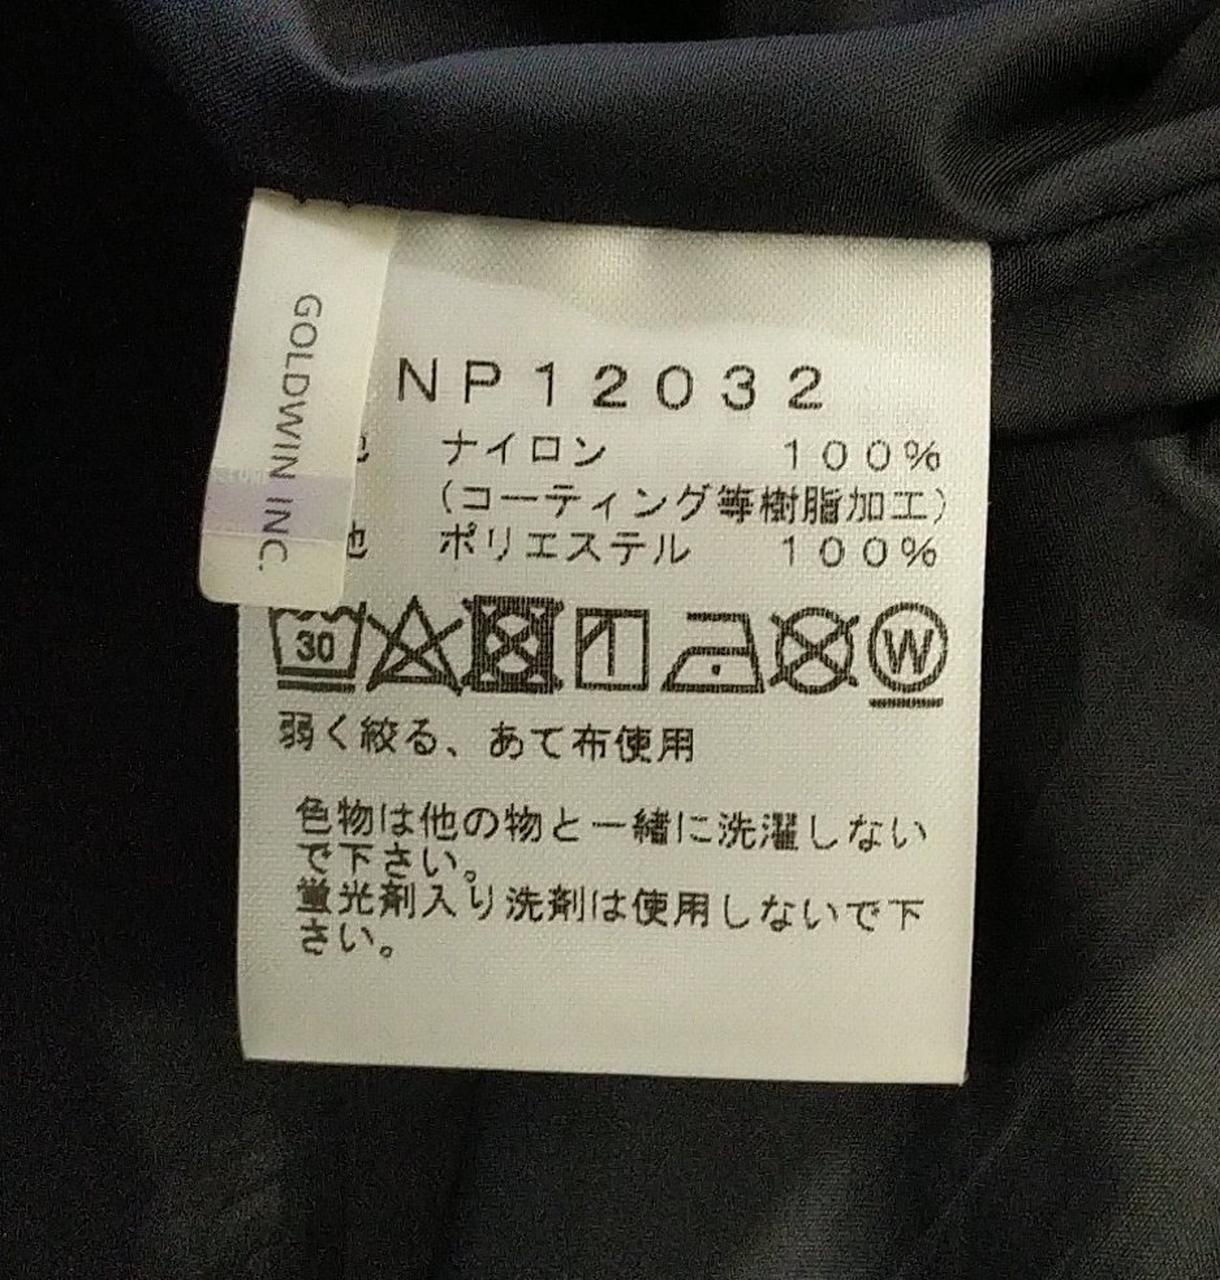 GOLDWIN INC.
NP12032
地 ナイロン 100%
(コーティング等樹脂加工)
地 ポリエステル 100%
30 W
弱く絞る、あて布使用
色物は他の物と一緒に洗濯しない
で下さい。
蛍光剤入り洗剤は使用しないで下
さい。